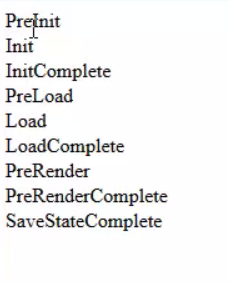 PreInit
Init
InitComplete
PreLoad
Load
LoadComplete
PreRender
PreRenderComplete
SaveStateComplete